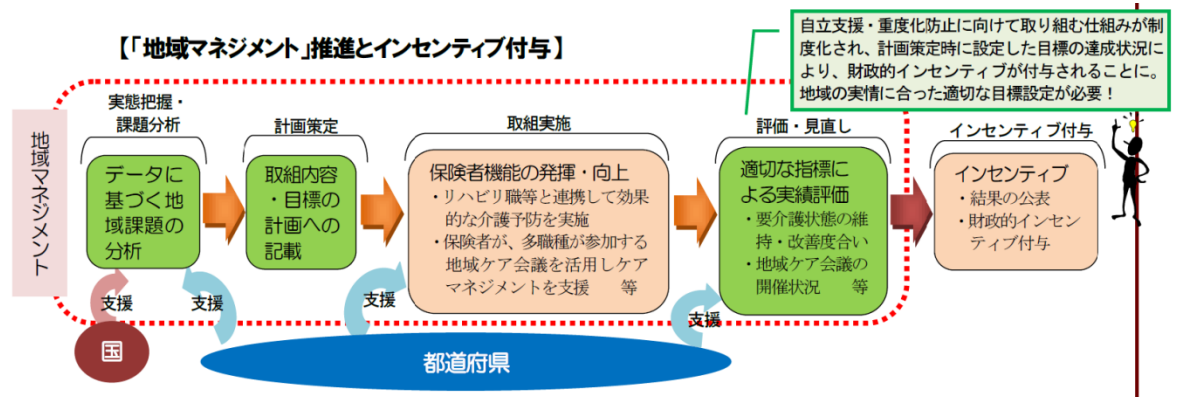 【「地域マネジメント」推進とインセンティブ付与】
自立支援・重度化防止に向けて取り組む仕組みが制
度化され、計画策定時に設定した目標の達成状況に
より、財政的インセンティブが付与されることに。
地域の実情に合った適切な目標設定が必要！
地域マネジメント
実態把握・
課題分析
データに
基づく地
域課題の
分析
計画策定
取組内容
・目標の
計画への
記載
取組実施
保険者機能の発揮・向上
・リハビリ職等と連携して効果
的な介護予防を実施
・保険者が、多職種が参加する
地域ケア会議を活用しケア
マネジメントを支援　等
評価・見直し
適切な指標に
よる実績評価
・要介護状態の維
持・改善度合い
・地域ケア会議の
開催状況　等
インセンティブ付与
インセンティブ
・結果の公表
・財政的インセン
ティブ付与
支援
支援
支援
支援
国
都道府県